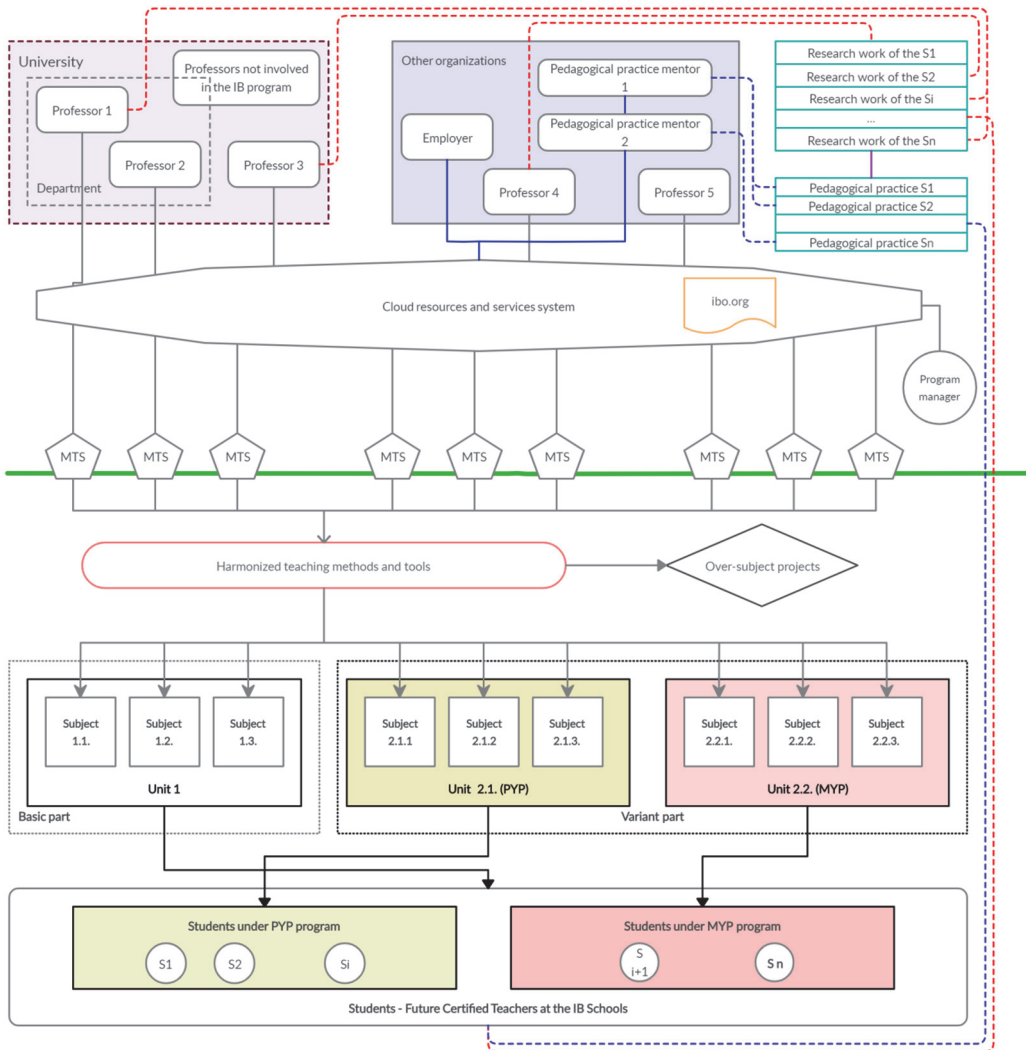 University
Professors not involved
in the IB program
Professor 1
Professor 2
Professor 3
Department
Other organizations
Pedagogical practice mentor
1
Employer
Pedagogical practice mentor
2
Professor 4
Professor 5
Research work of the S1
Research work of the S2
Research work of the Si
...
Research work of the Sn
Pedagogical practice S1
Pedagogical practice S2
Pedagogical practice Sn
Cloud resources and services system
ibo.org
Program
manager
MTS
MTS
MTS
MTS
MTS
MTS
MTS
MTS
MTS
Harmonized teaching methods and tools
Over-subject projects
Subject
1.1.
Subject
1.2.
Subject
1.3.
Unit 1
Basic part
Subject
2.1.1
Subject
2.1.2
Subject
2.1.3.
Unit 2.1. (PYP)
Subject
2.2.1.
Subject
2.2.2.
Subject
2.2.3.
Unit 2.2. (MYP)
Variant part
Students under PYP program
S1
S2
Si
Students under MYP program
S
i+1
S n
Students - Future Certified Teachers at the IB Schools